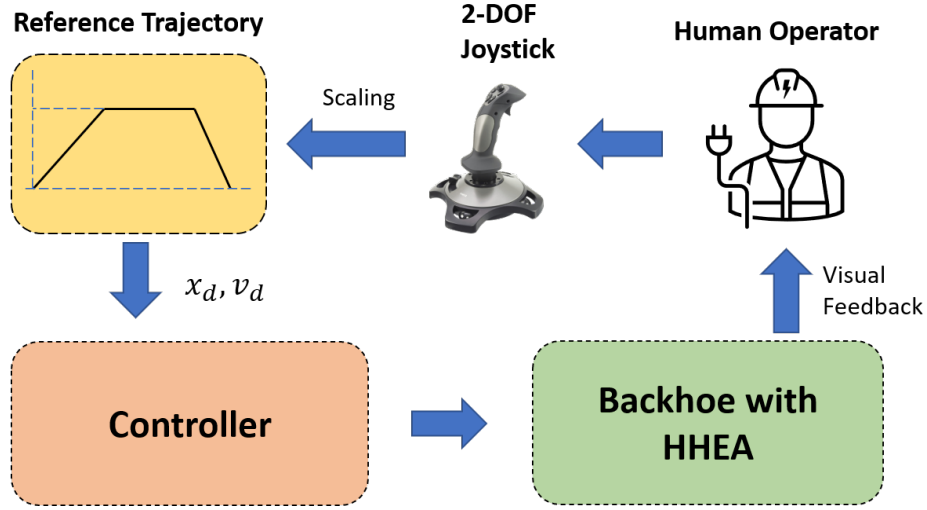 Reference Trajectory
2-DOF
Joystick
Human Operator
Scaling
x_d, v_d
Visual
Feedback
Controller
Backhoe with
HHEA